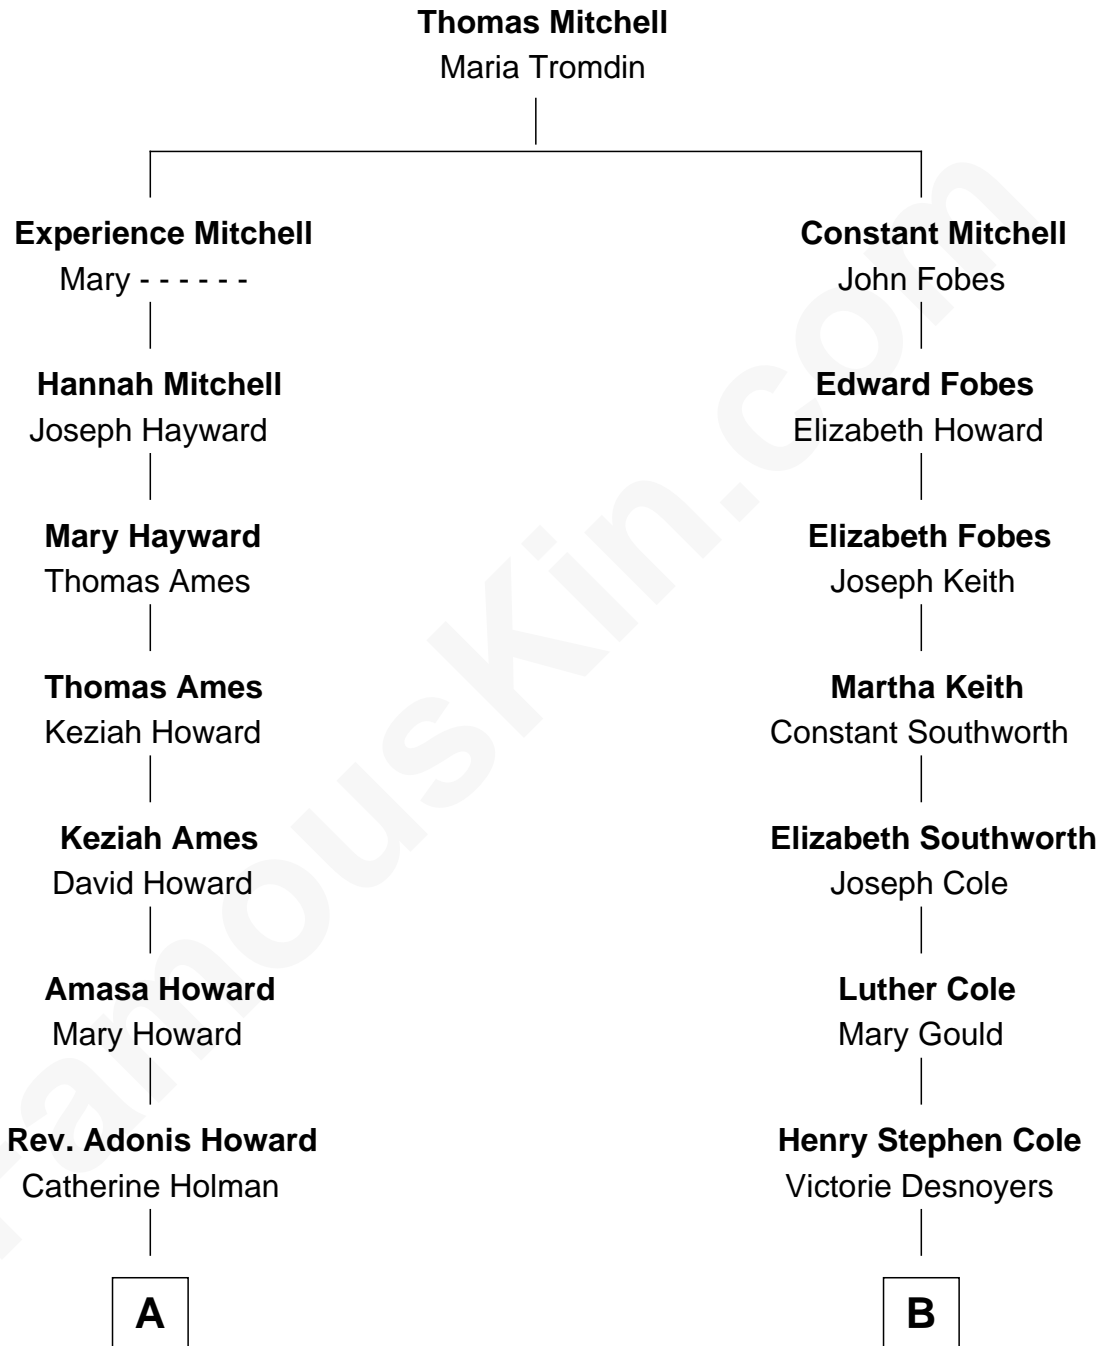 Thomas Mitchell
Maria Tromdin
Experience Mitchell
Mary - - - - - -
Constant Mitchell
John Fobes
Hannah Mitchell
Joseph Hayward
Edward Fobes
Elizabeth Howard
Mary Hayward
Thomas Ames
Elizabeth Fobes
Joseph Keith
Thomas Ames
Keziah Howard
Martha Keith
Constant Southworth
Keziah Ames
David Howard
Elizabeth Southworth
Joseph Cole
Amasa Howard
Mary Howard
Luther Cole
Mary Gould
Rev. Adonis Howard
Catherine Holman
Henry Stephen Cole
Victorie Desnoyers
A
B
FamousKin.com